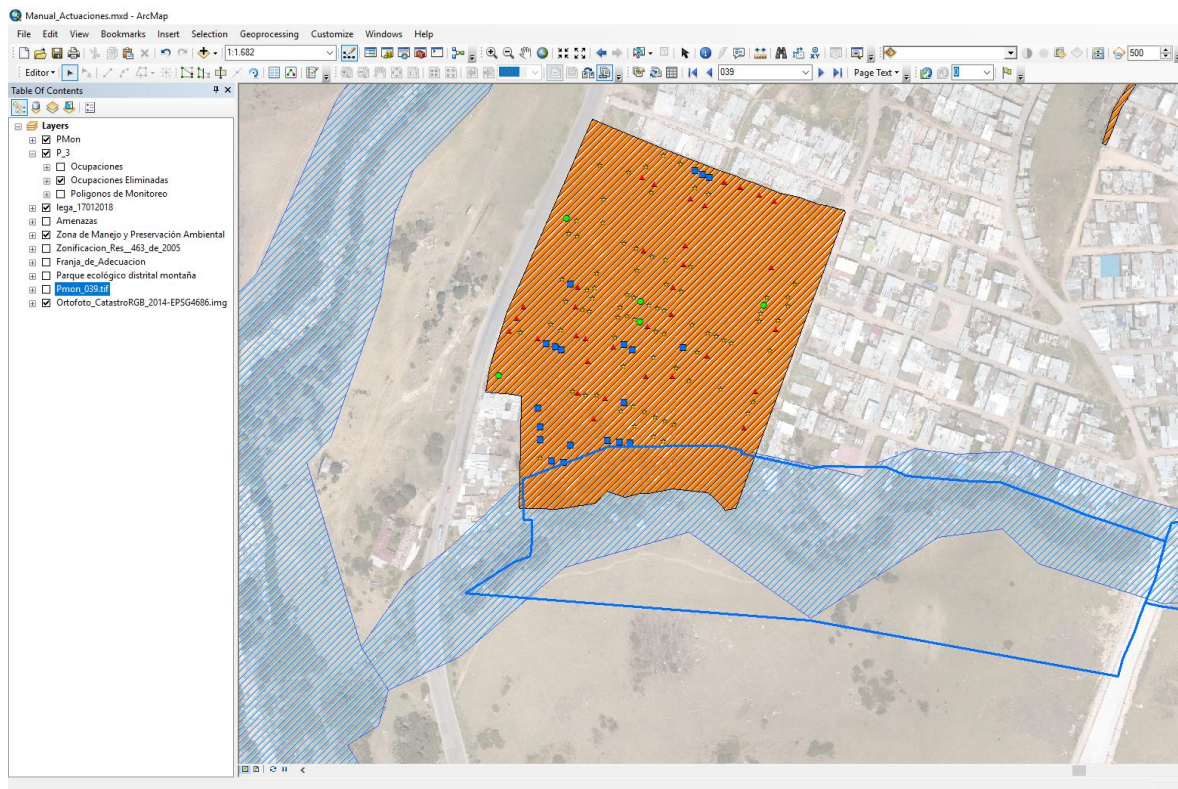 Manual_Actuaciones.mxd - ArcMap
File Edit View Bookmarks Insert Selection Geoprocessing Customize Windows Help
1:1.682
500
Editor
039
Page Text
Table Of Contents
Layers
PMon
P_3
Ocupaciones
Ocupaciones Eliminadas
Poligonos de Monitoreo
lega_17012018
Amenazas
Zona de Manejo y Preservación Ambiental
Zonificacion_Res__463_de_2005
Franja_de_Adecuacion
Parque ecológico distrital montaña
Pmon_039.tif
Ortofoto_CatastroRGB_2014-EPSG4686.img